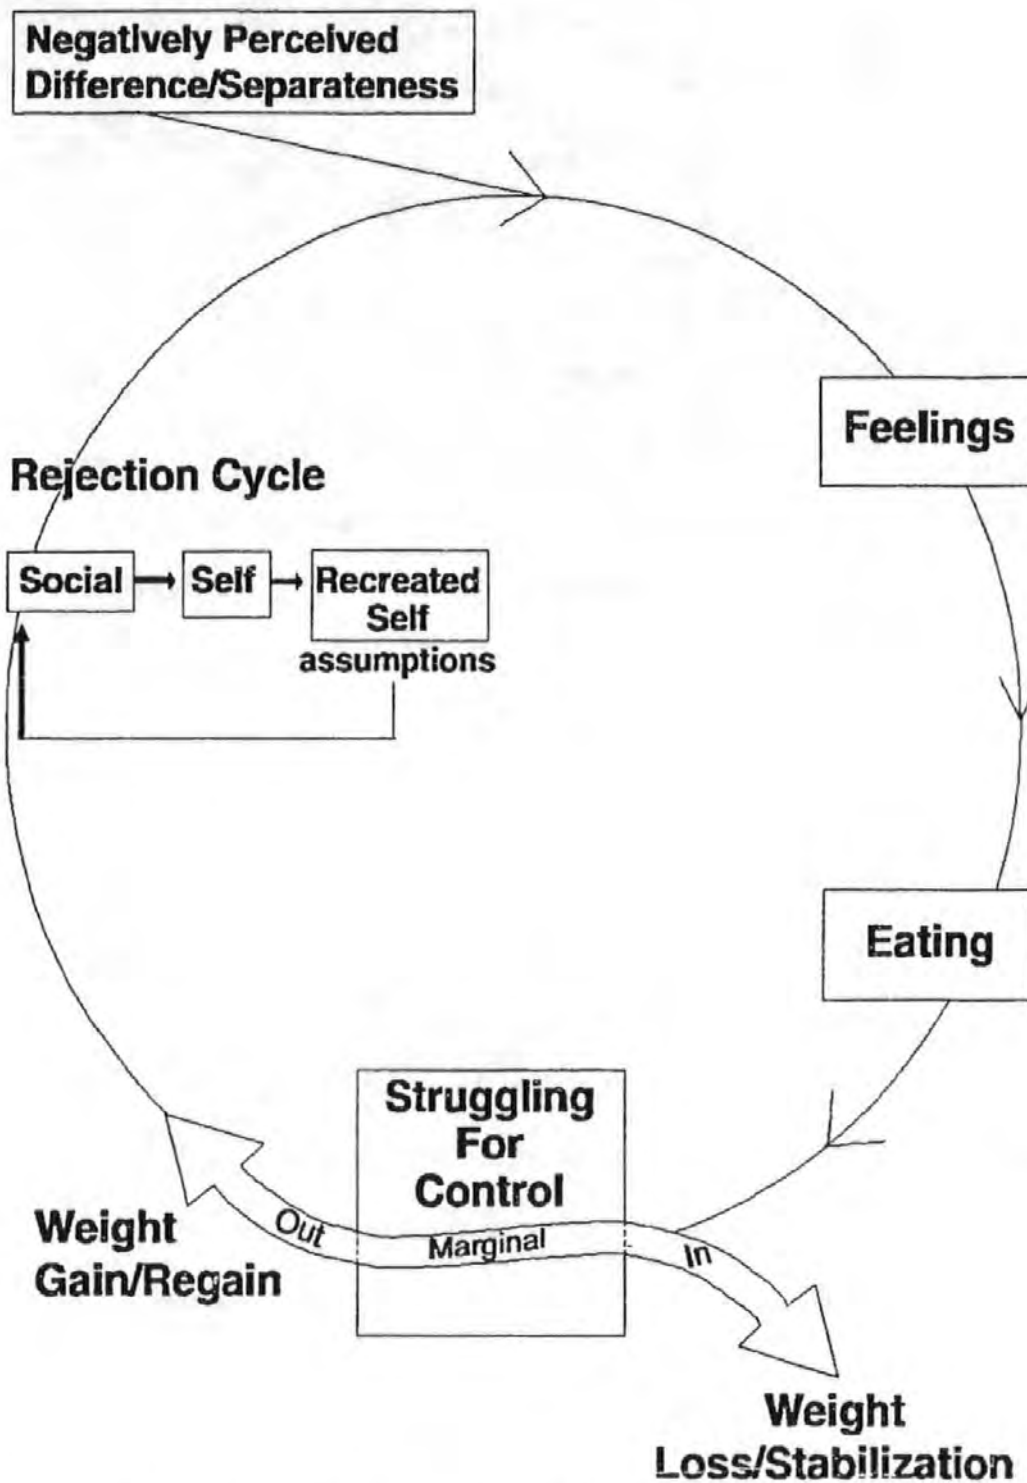 Negatively Perceived
Difference/Separateness
Feelings
Rejection Cycle
Social
Self
Recreated
Self
assumptions
Eating
Struggling
For
Control
Out
Marginal
In
Weight
Gain/Regain
Weight
Loss/Stabilization